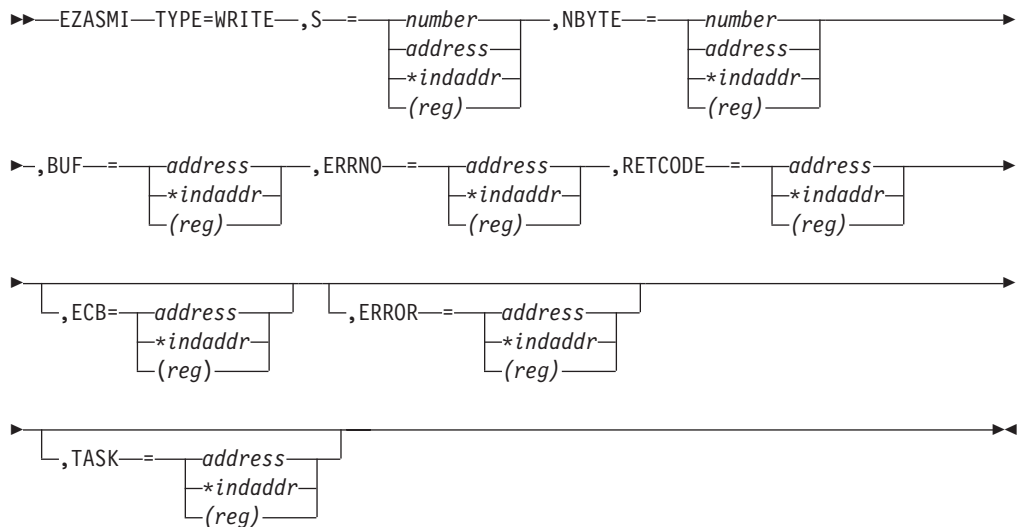 EZASMI TYPE=WRITE ,S = number ,NBYTE = number
address address
*indaddr *indaddr
(reg) (reg)
,BUF = address ,ERRNO = address ,RETCODE = address
*indaddr *indaddr *indaddr
(reg) (reg) (reg)
,ECB= address ,ERROR = address
*indaddr *indaddr
(reg) (reg)
,TASK = address
*indaddr
(reg)